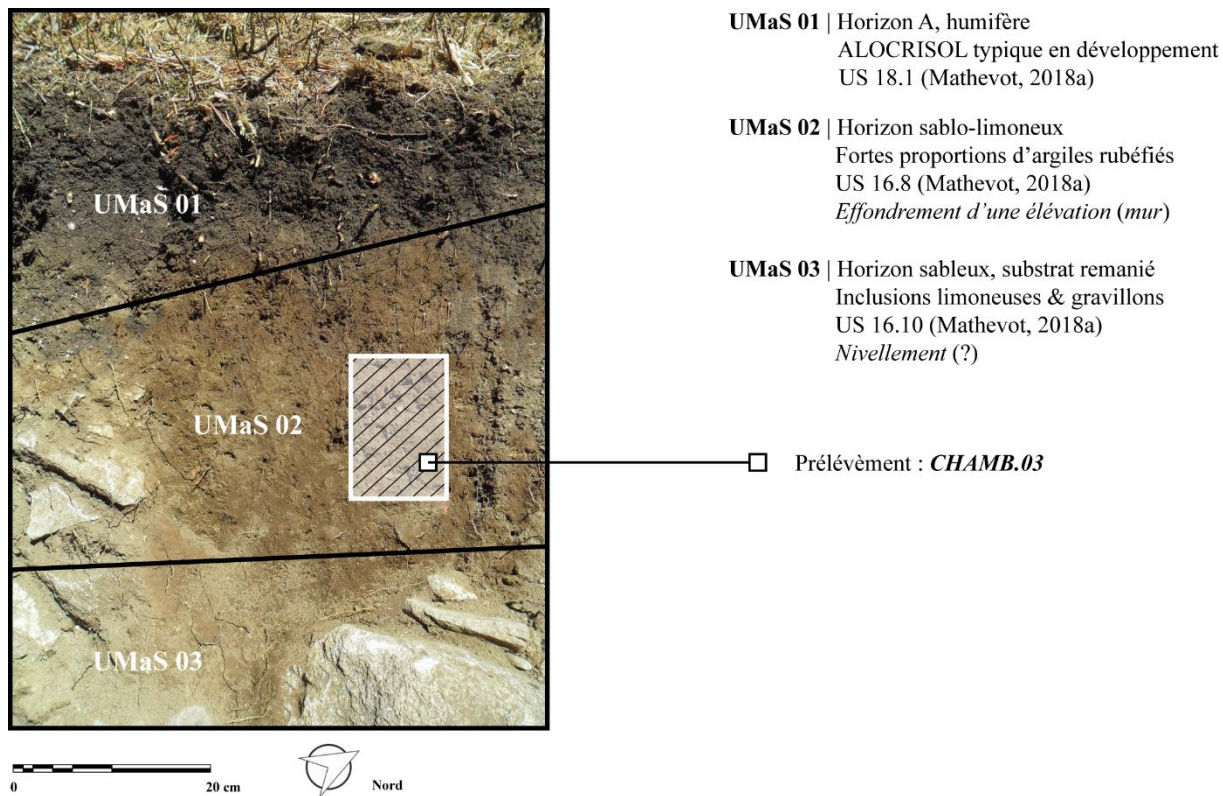 UMaS 01 | Horizon A, humifère
ALOCRISOL typique en développement
US 18.1 (Mathevot, 2018a)
UMaS 02 | Horizon sablo-limoneux
Fortes proportions d'argiles rubéfiés
US 16.8 (Mathevot, 2018a)
Effondrement d'une élévation (mur)
UMaS 03 | Horizon sableux, substrat remanié
Inclusions limoneuses & gravillons
US 16.10 (Mathevot, 2018a)
Nivellement (?)
Prélévèment : CHAMB.03
UMaS 01
UMaS 02
UMaS 03
0 20 cm
Nord